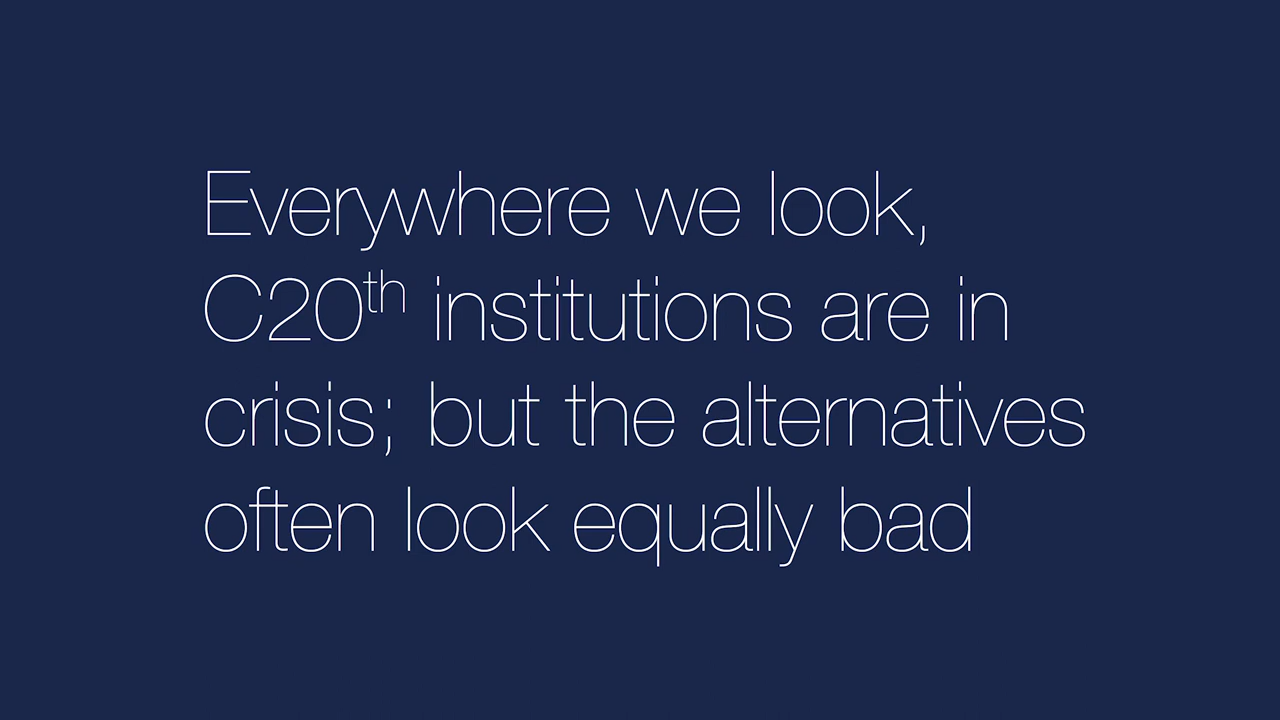 Everywhere we look,
C20th institutions are in
crisis; but the alternatives
often look equally bad